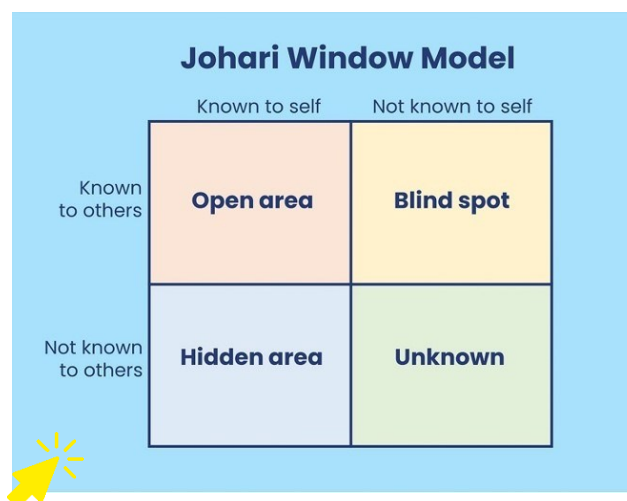 Johari Window Model
Known to self
Not known to self
Known
to others
Open area
Blind spot
Not known
to others
Hidden area
Unknown